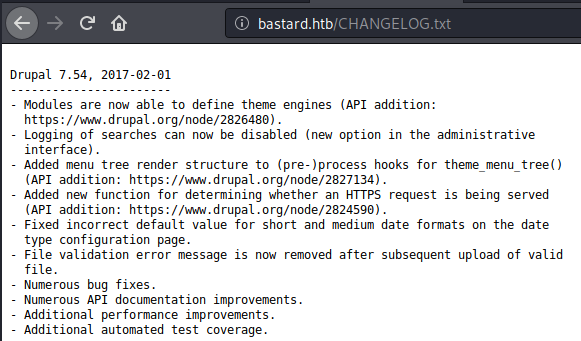 bastard.htb/CHANGELOG.txt
Drupal 7.54, 2017-02-01
-----------------------
- Modules are now able to define theme engines (API addition:
https://www.drupal.org/node/2826480).
- Logging of searches can now be disabled (new option in the administrative
interface).
- Added menu tree render structure to (pre-)process hooks for theme_menu_tree()
(API addition: https://www.drupal.org/node/2827134).
- Added new function for determining whether an HTTPS request is being served
(API addition: https://www.drupal.org/node/2824590).
- Fixed incorrect default value for short and medium date formats on the date
type configuration page.
- File validation error message is now removed after subsequent upload of valid
file.
- Numerous bug fixes.
- Numerous API documentation improvements.
- Additional performance improvements.
- Additional automated test coverage.